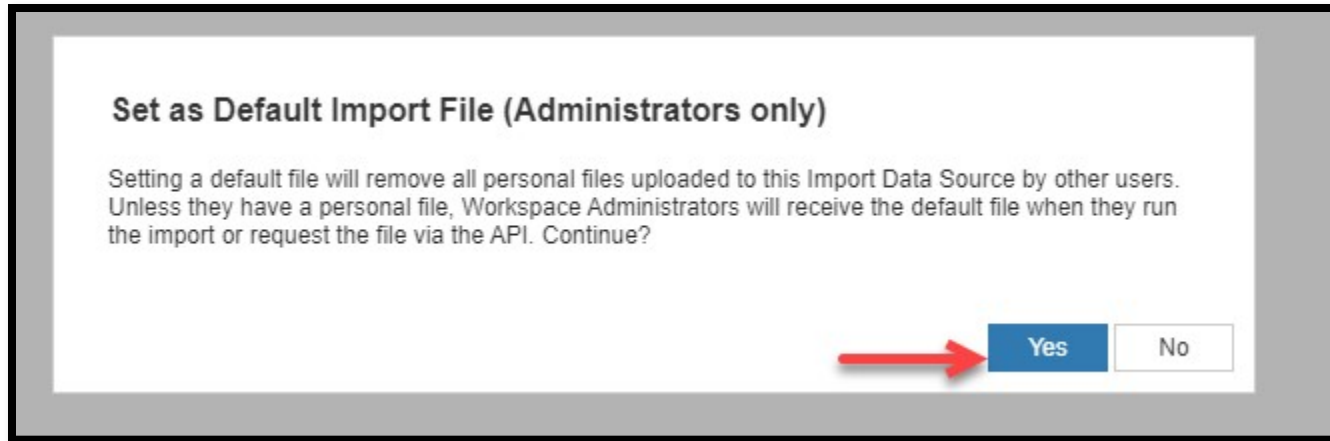 Set as Default Import File (Administrators only)
Setting a default file will remove all personal files uploaded to this Import Data Source by other users.
Unless they have a personal file, Workspace Administrators will receive the default file when they run
the import or request the file via the API. Continue?
Yes
No